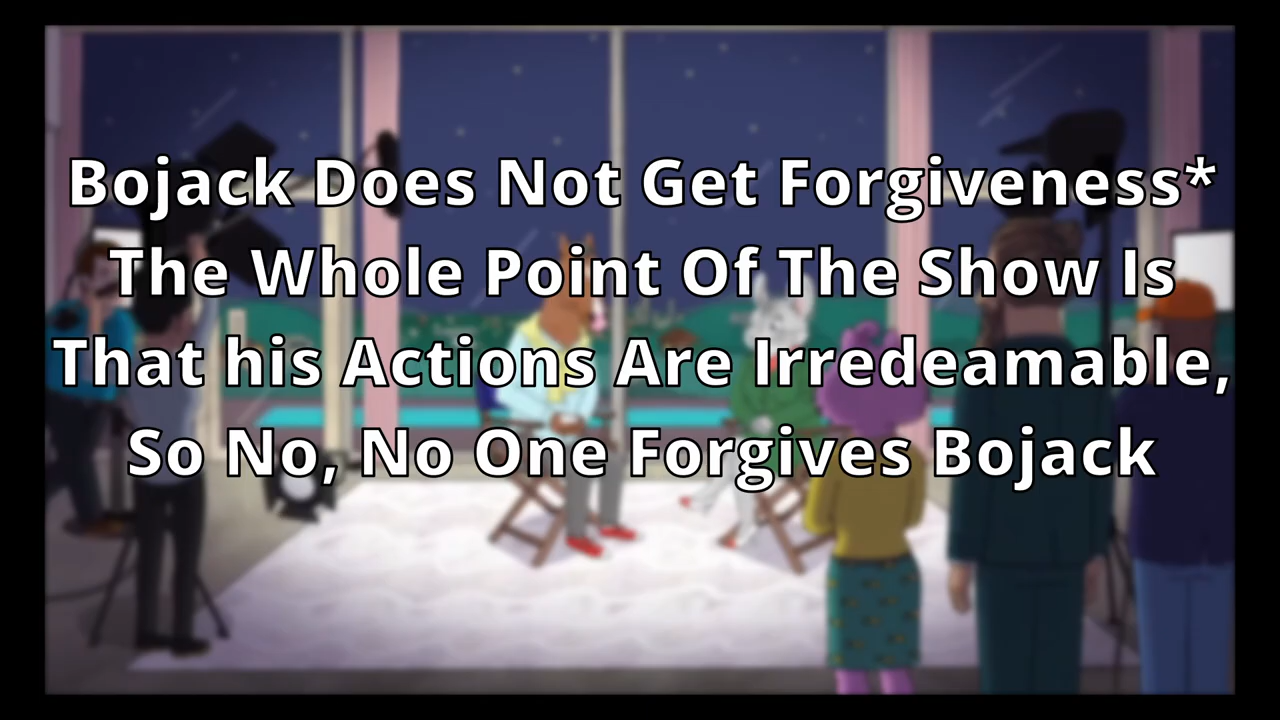 Bojack Does Not Get Forgiveness*
The Whole Point Of The Show Is
That his Actions Are Irredeamable,
So No, No One Forgives Bojack